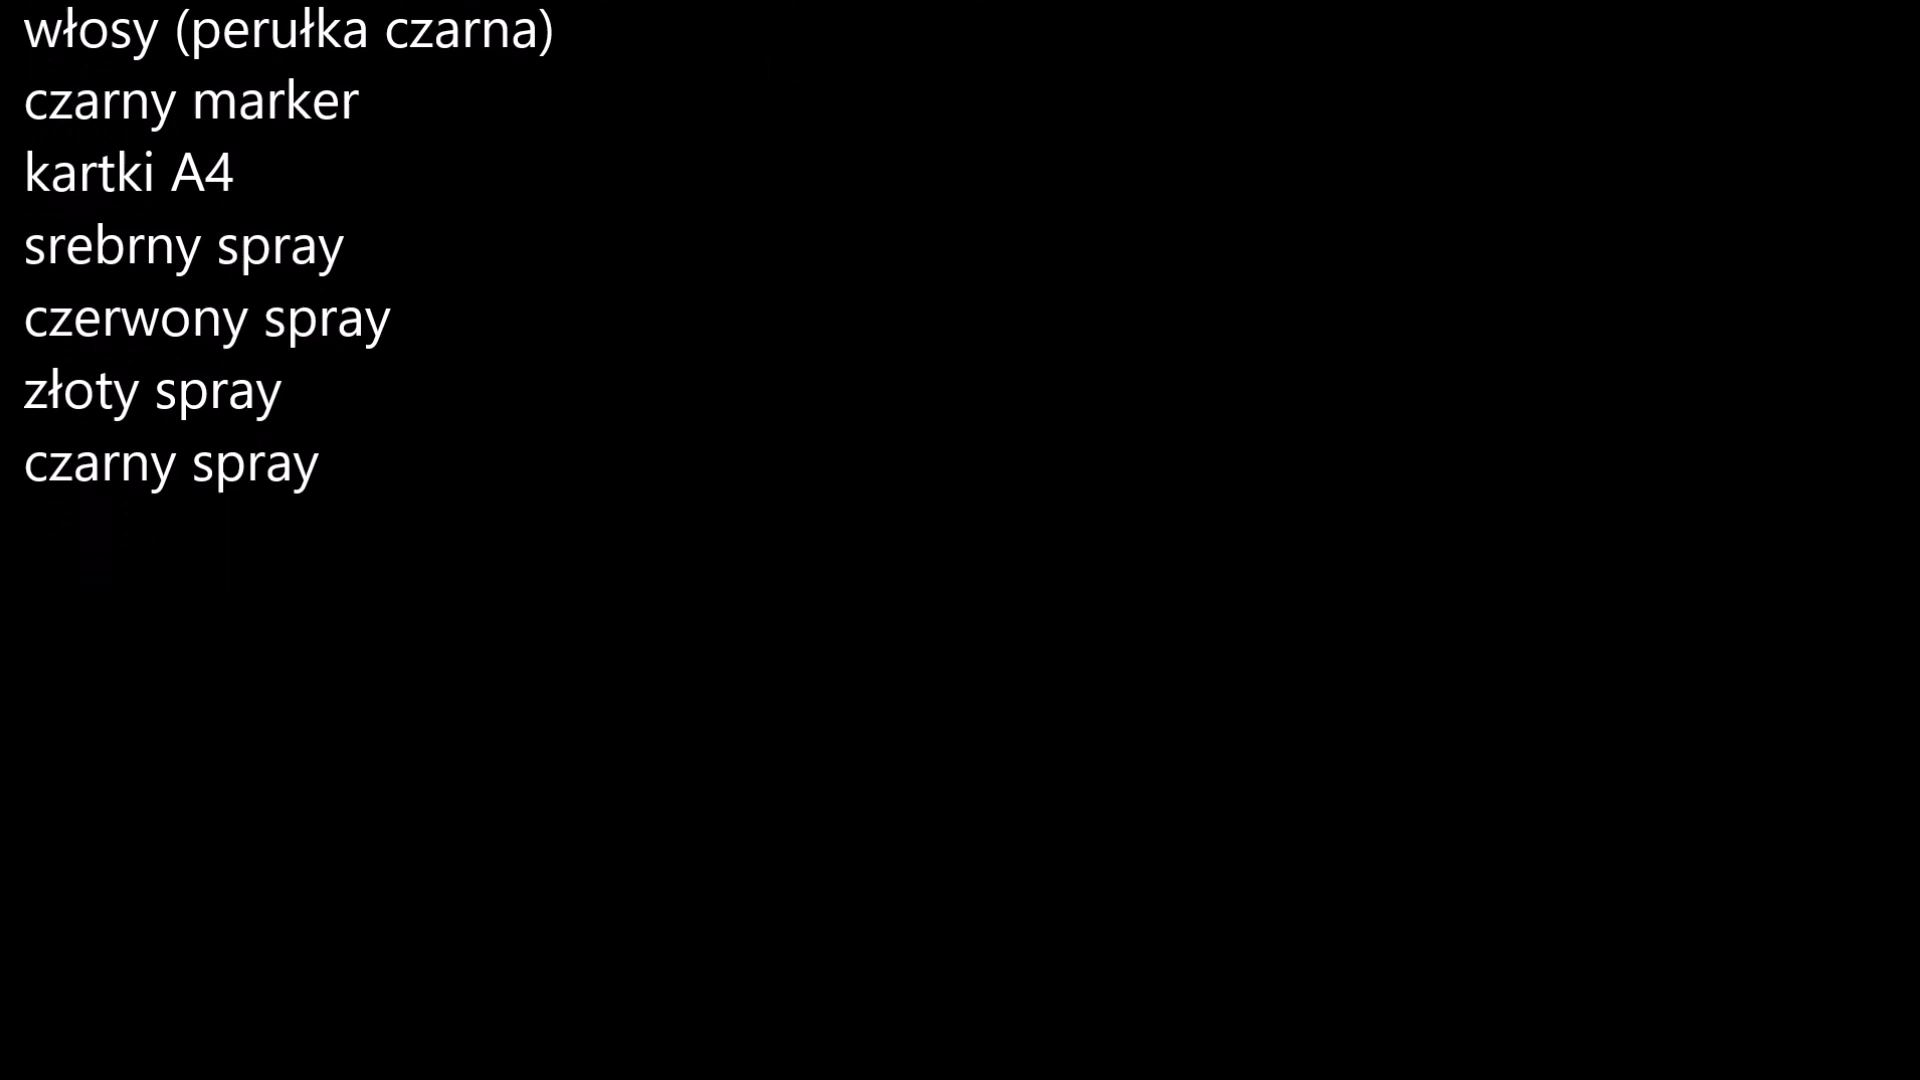 włosy (perułka czarna)
czarny marker
kartki A4
srebrny spray
czerwony spray
złoty spray
czarny spray